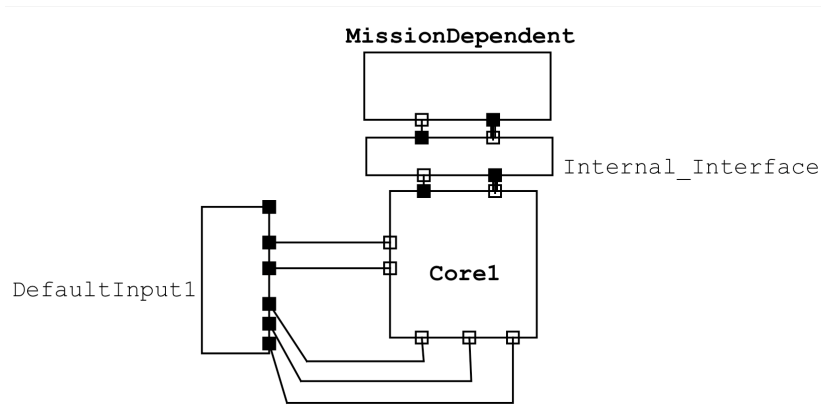 MissionDependent
Internal_Interface
Core1
DefaultInput1